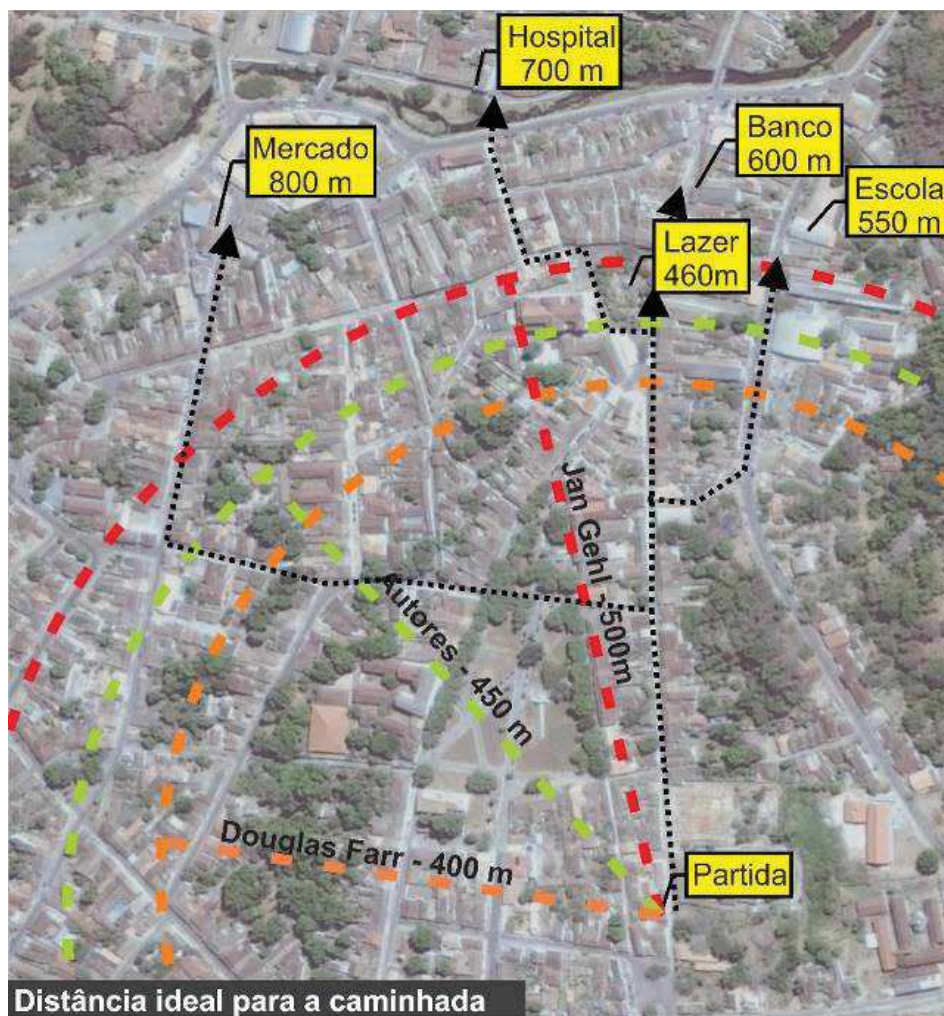 Hospital
700 m
Banco
600 m
Mercado
800 m
Escola
550 m
Lazer
460m
Jan Gehl - 500m
Autores - 450 m
Douglas Farr - 400 m
Partida
Distância ideal para a caminhada